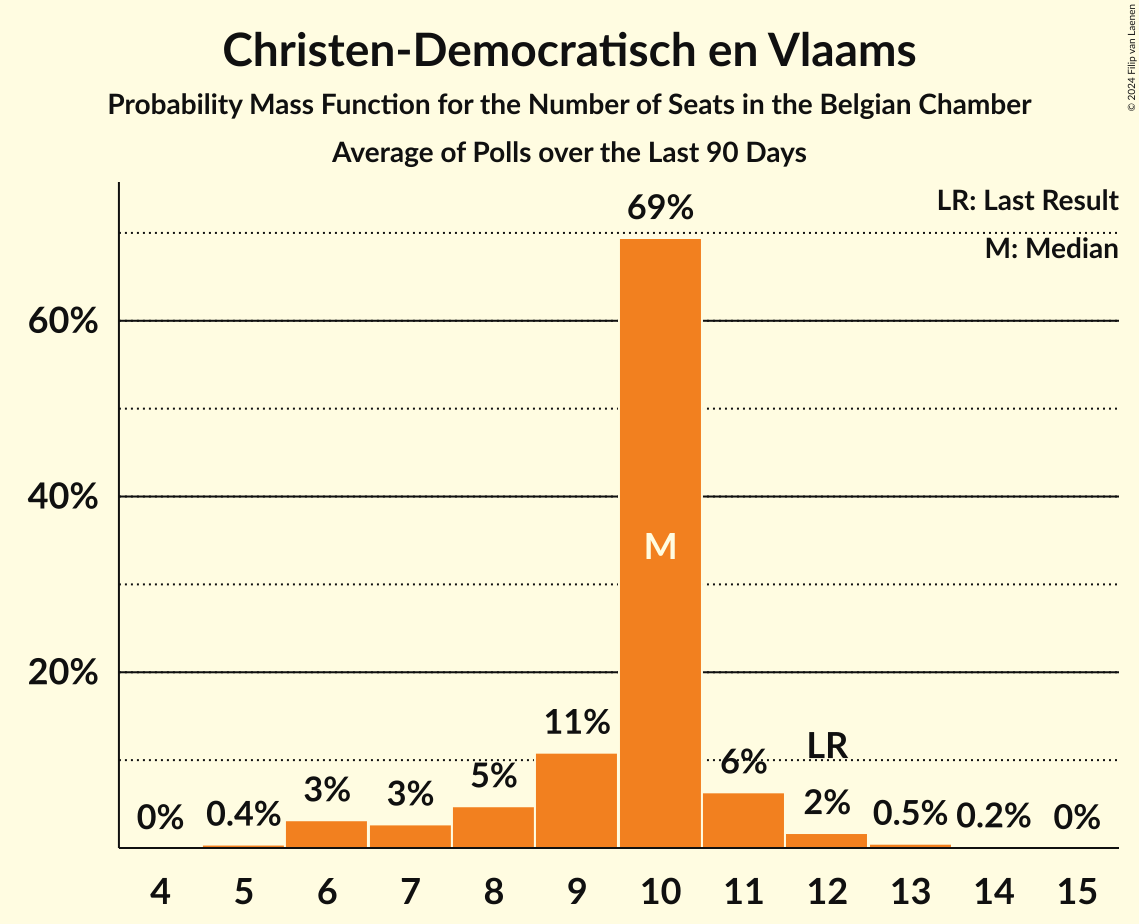 Christen-Democratisch en Vlaams
Probability Mass Function for the Number of Seats in the Belgian Chamber
Average of Polls over the Last 90 Days
© 2024 Filip van Laenen
LR: Last Result
M: Median
60%
40%
20%
0%
0.4%
3%
3%
5%
11%
69%
M
6%
LR
2%
0.5%
0.2%
0%
4 5 6 7 8 9 10 11 12 13 14 15